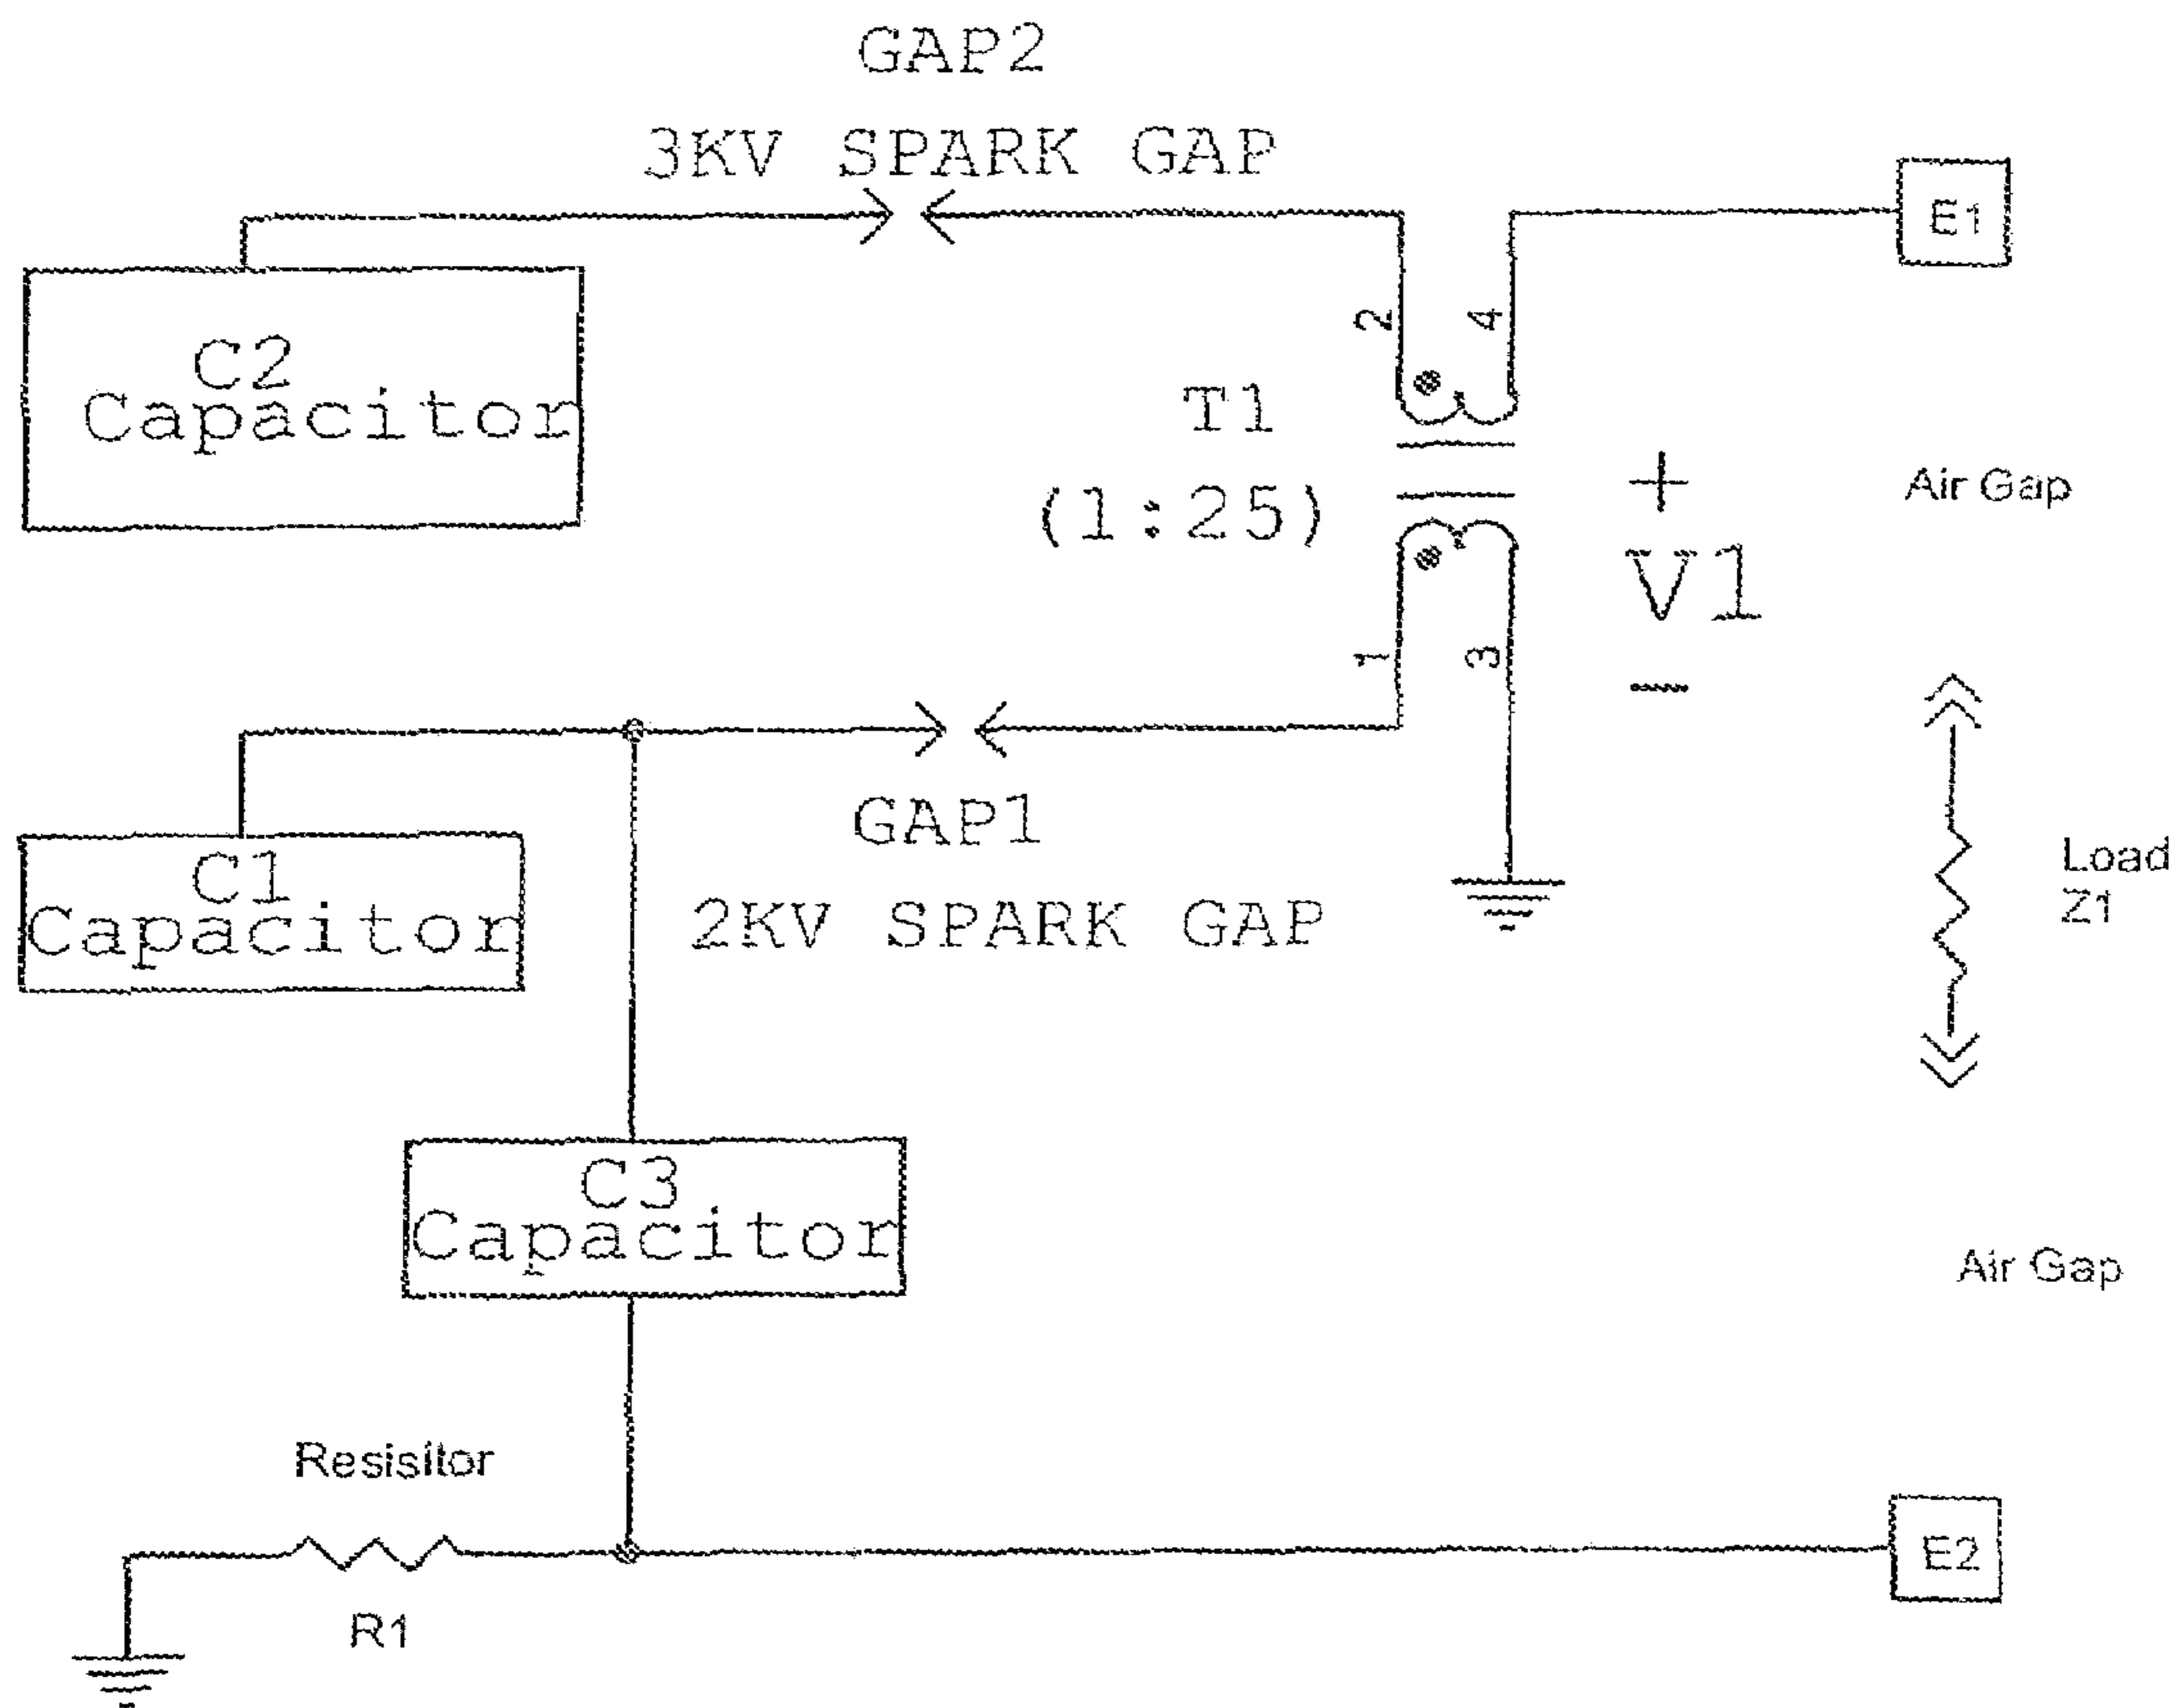 GAP2
3KV SPARK GAP
E1
C2
Capacitor
2
4
T1
(1:25)
+
V1
-
Air Gap
1
3
GAP1
2KV SPARK GAP
C1
Capacitor
Load
Z1
C3
Capacitor
Air Gap
Resisitor
R1
E2